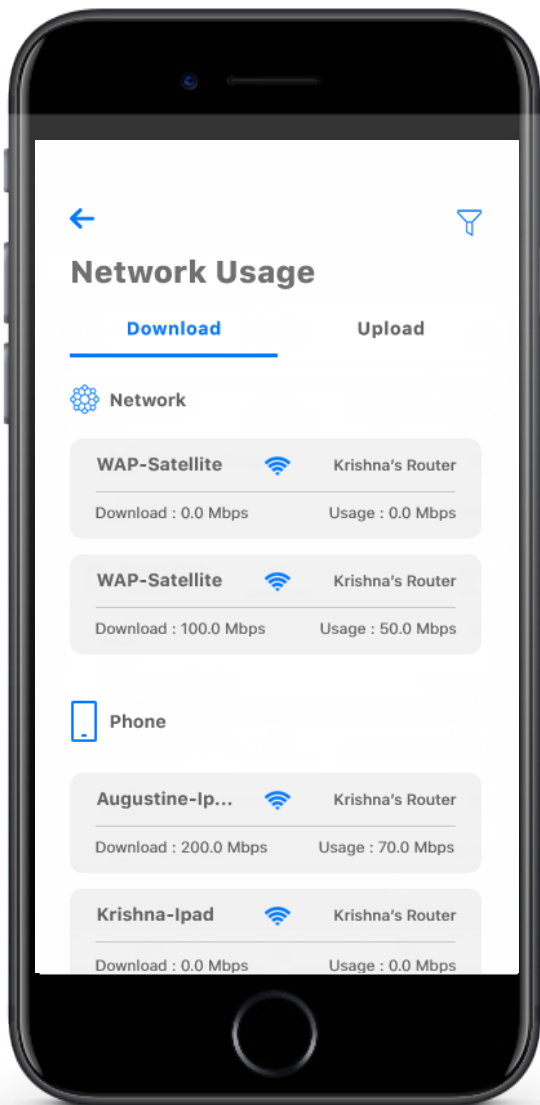 Network Usage
Download Upload
Network
WAP-Satellite Krishna's Router
Download : 0.0 Mbps Usage : 0.0 Mbps
WAP-Satellite Krishna's Router
Download : 100.0 Mbps Usage : 50.0 Mbps
Phone
Augustine-Ip... Krishna's Router
Download : 200.0 Mbps Usage : 70.0 Mbps
Krishna-Ipad Krishna's Router
Download : 0.0 Mbps Usage : 0.0 Mbps